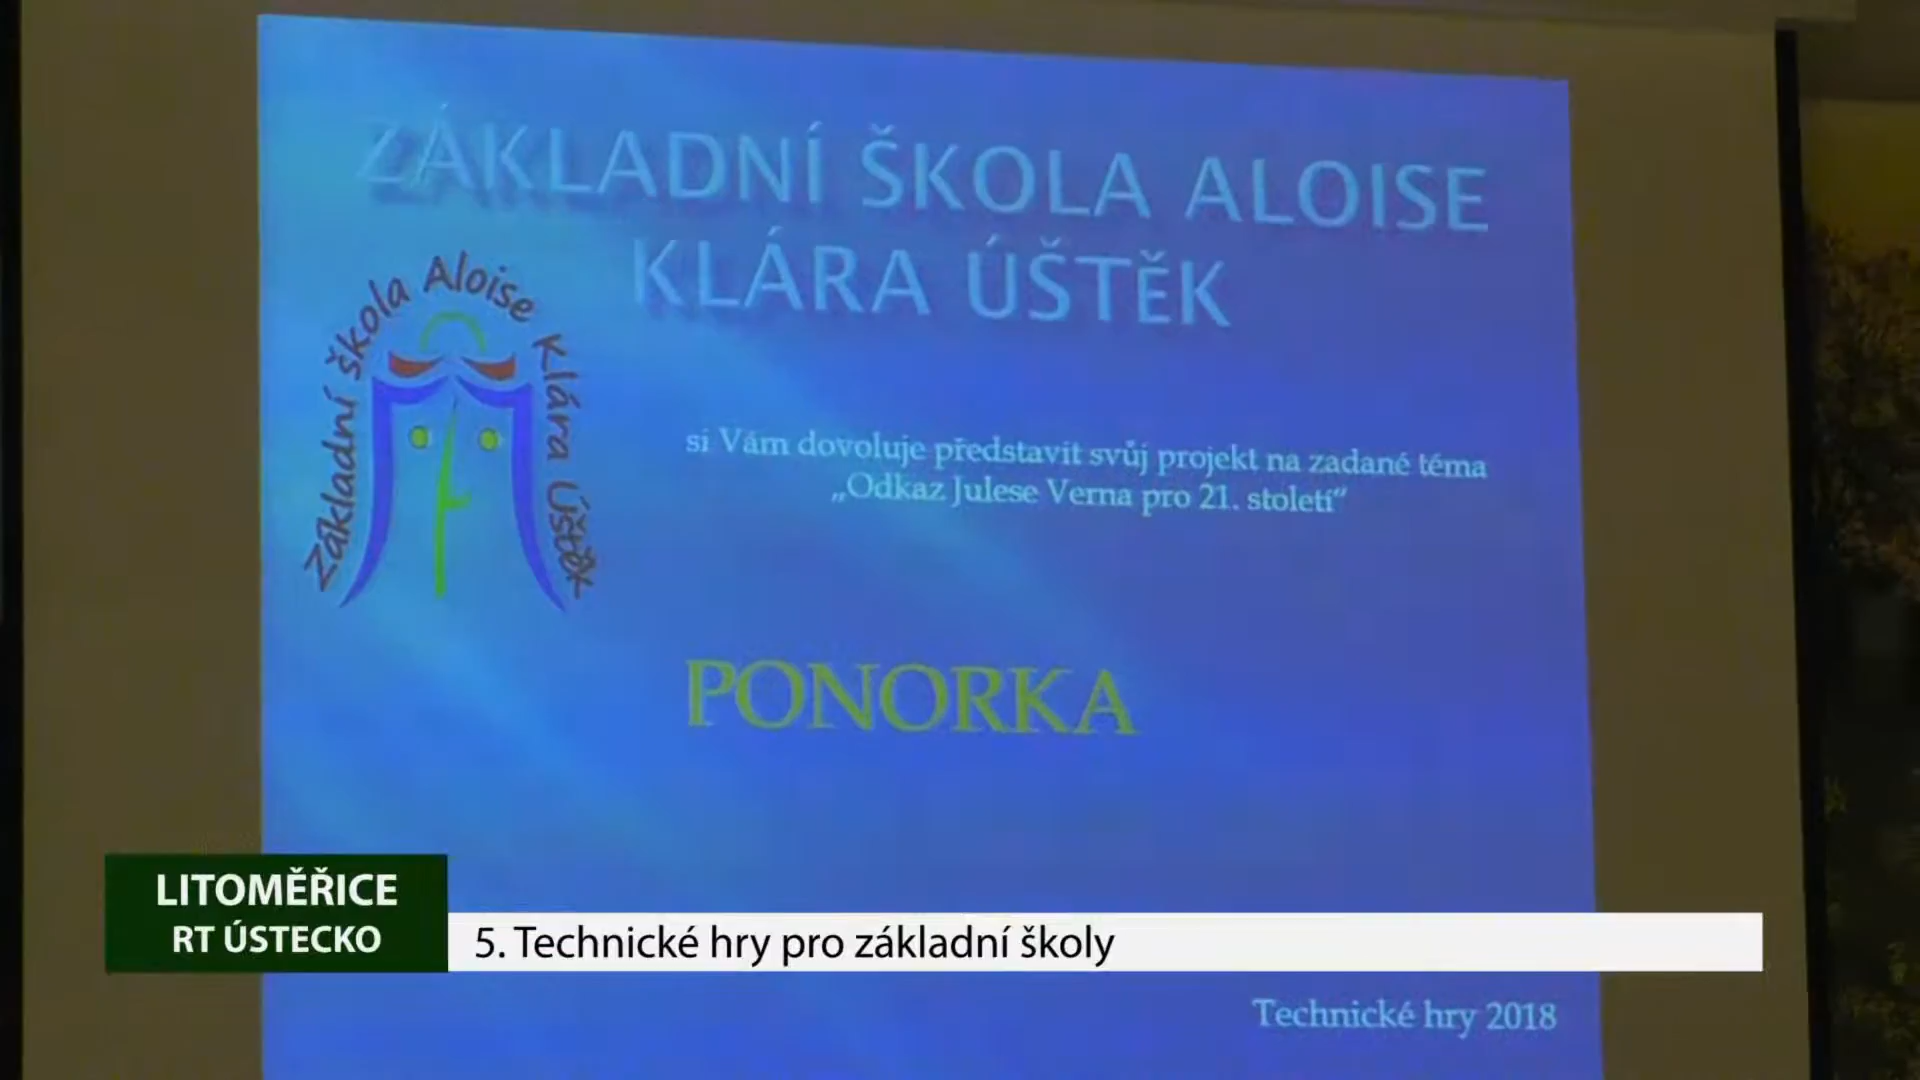 ZÁKLADNÍ ŠKOLA ALOISE
KLÁRA ÚŠTĚK
Základní škola Aloise Klára Úštěk
si Vám dovoluje představit svůj projekt na zadané téma
„Odkaz Julese Verna pro 21. století“
PONORKA
LITOMĚŘICE
RT ÚSTECKO
5. Technické hry pro základní školy
Technické hry 2018